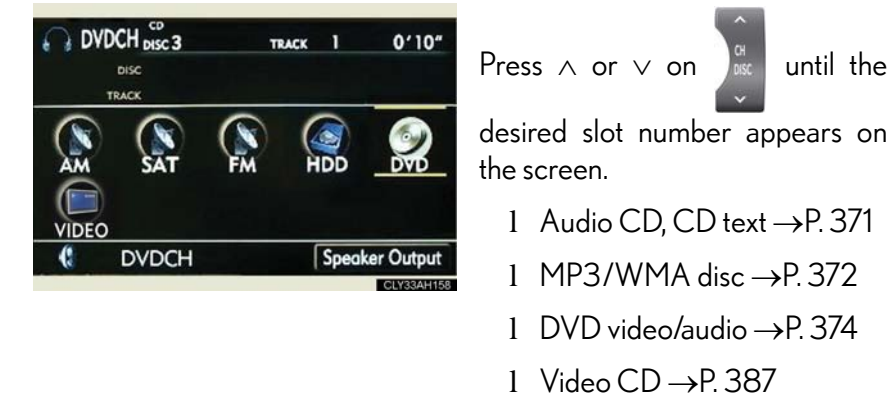 DVDCH CD DISC 3 TRACK 1 0'10"
DISC
TRACK
AM SAT FM HDD DVD
VIDEO
DVDCH Speaker Output
CLY33AH158
Press ∧ or ∨ on CH DISC until the
desired slot number appears on
the screen.
l Audio CD, CD text →P. 371
l MP3/WMA disc →P. 372
l DVD video/audio →P. 374
l Video CD →P. 387